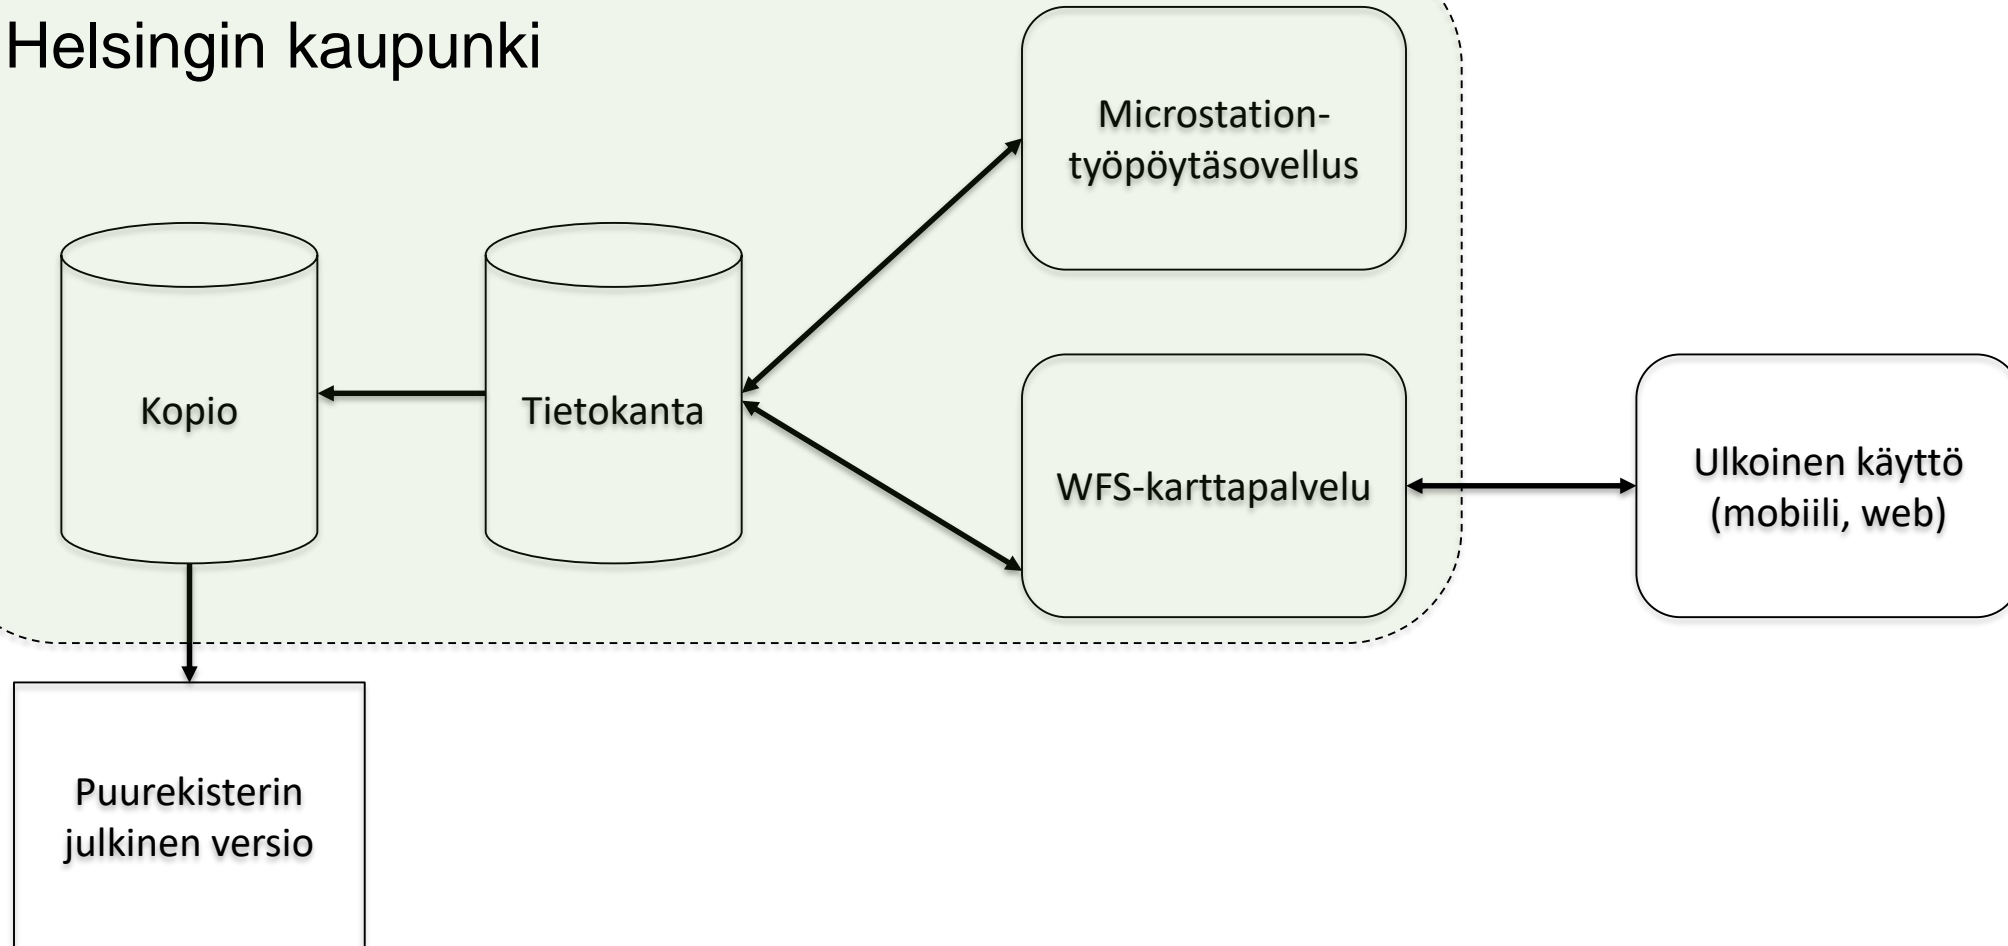 Helsingin kaupunki
Microstation-
työpöytäsovellus
Kopio
Tietokanta
WFS-karttapalvelu
Ulkoinen käyttö
(mobiili, web)
Puurekisterin
julkinen versio